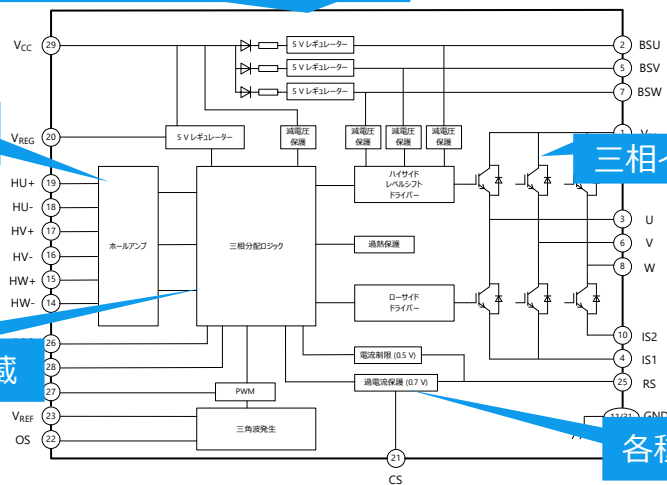 VCC 29
5 V レギュレーター
2 BSU
5 V レギュレーター
5 BSV
5 V レギュレーター
7 BSW
VREG 20
5 V レギュレーター
減電圧
保護
減電圧
保護
減電圧
保護
減電圧
保護
1
三相イ
HU+ 19
HU- 18
HV+ 17
HV- 16
HW+ 15
HW- 14
ホールアンプ
三相分配ロジック
ハイサイド
レベルシフト
ドライバー
過熱保護
ローサイド
ドライバー
3 U
6 V
8 W
10 IS2
4 IS1
25 RS
26
28
27
蔵
電流制限 (0.5 V)
過電流保護 (0.7 V)
PWM
三角波発生
VREF 23
OS 22
GND
各種
21
CS